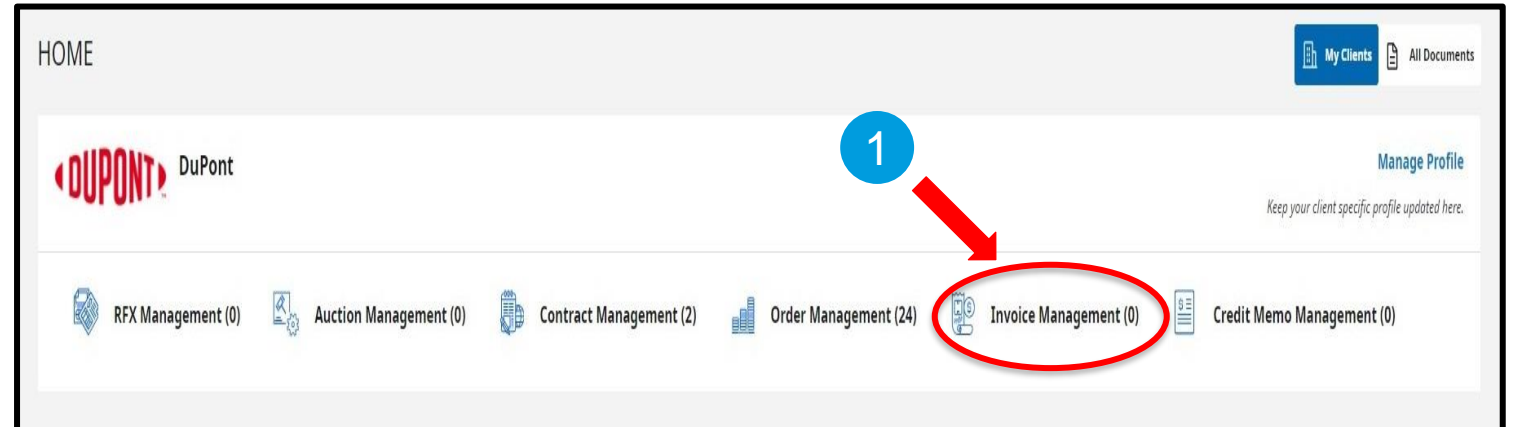 HOME
My Clients
All Documents
1
DUPONT™
DuPont
Manage Profile
Keep your client specific profile updated here.
RFX Management (0)
Auction Management (0)
Contract Management (2)
Order Management (24)
Invoice Management (0)
Credit Memo Management (0)